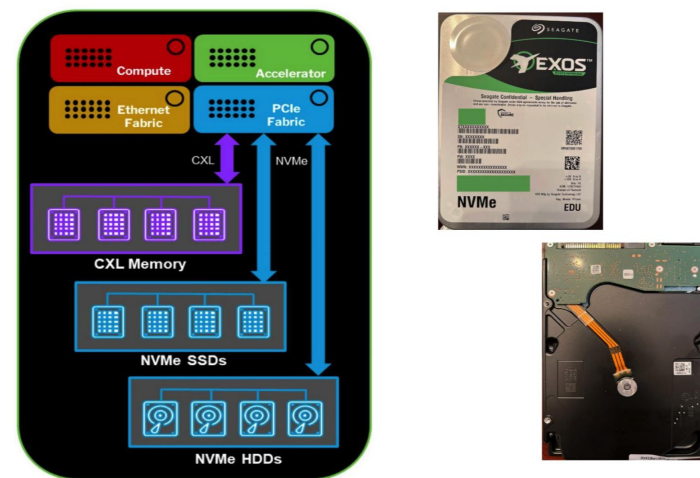 Compute
Accelerator
Ethernet
Fabric
PCIe
Fabric
CXL
NVMe
CXL Memory
NVMe SSDs
NVMe HDDs
SEAGATE
EXOS™
Seagate Confidential – Special Handling
NVMe
EDU